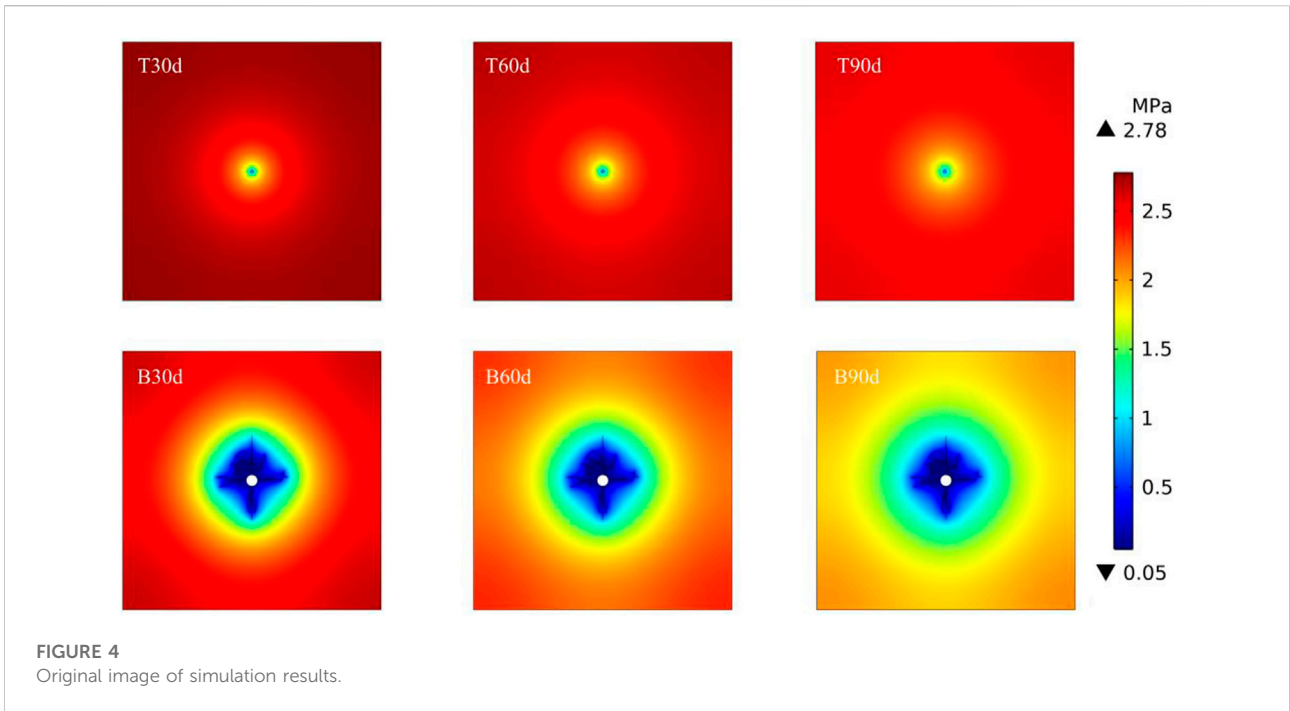 T30d
T60d
T90d
MPa
▲ 2.78
2.5
2
1.5
1
0.5
▼ 0.05
B30d
B60d
B90d
FIGURE 4
Original image of simulation results.